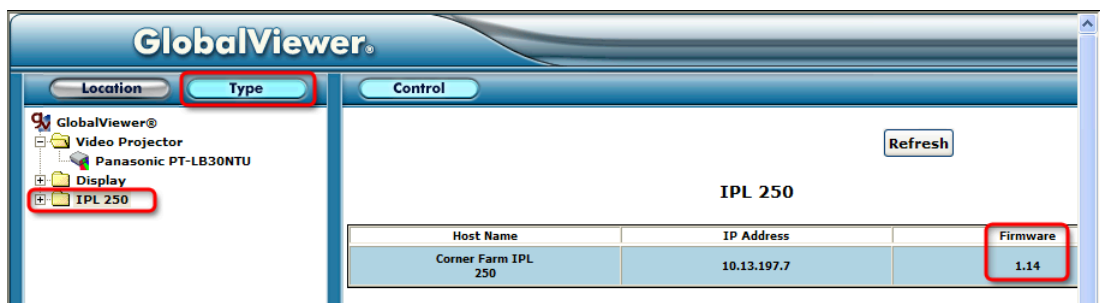 GlobalViewer®
Location Type Control
GlobalViewer®
Video Projector
Panasonic PT-LB30NTU
Display
IPL 250
Refresh
IPL 250
Host Name IP Address Firmware
Corner Farm IPL
250
10.13.197.7 1.14